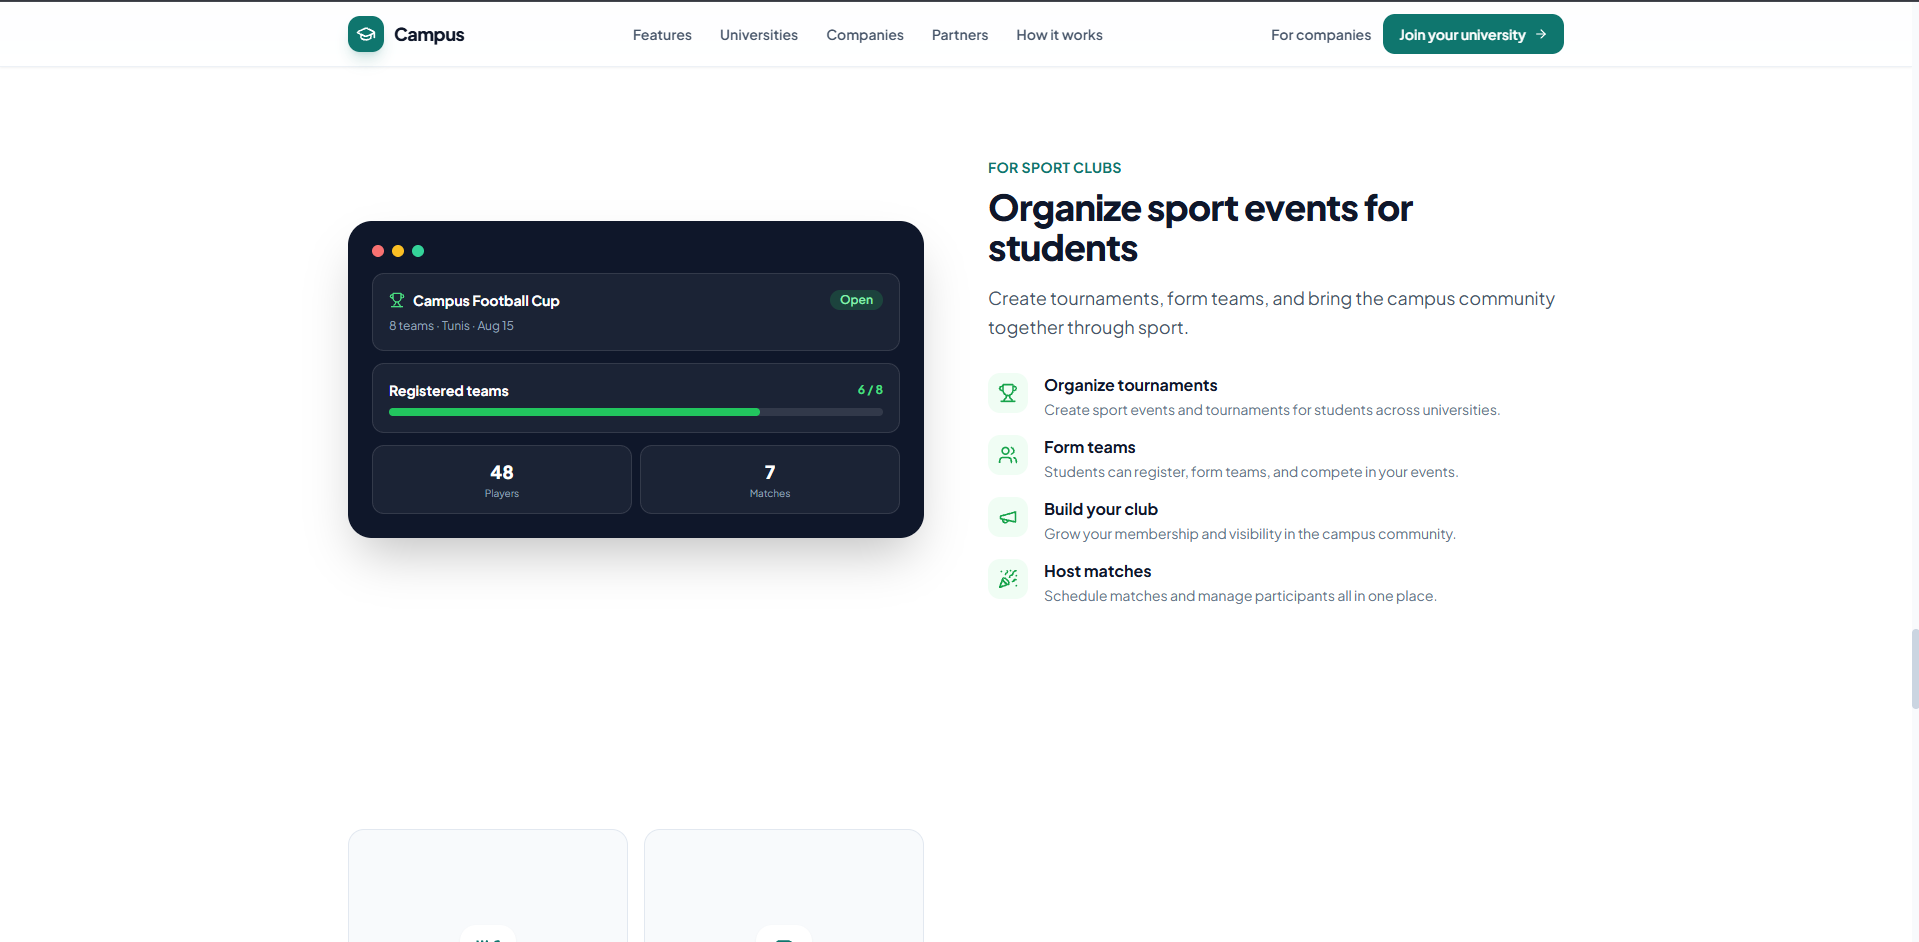 Campus
Features
Universities
Companies
Partners
How it works
For companies
Join your university
Campus Football Cup
Open
8 teams · Tunis · Aug 15
Registered teams
6 / 8
48
Players
7
Matches
FOR SPORT CLUBS
Organize sport events for
students
Create tournaments, form teams, and bring the campus community
together through sport.
Organize tournaments
Create sport events and tournaments for students across universities.
Form teams
Students can register, form teams, and compete in your events.
Build your club
Grow your membership and visibility in the campus community.
Host matches
Schedule matches and manage participants all in one place.